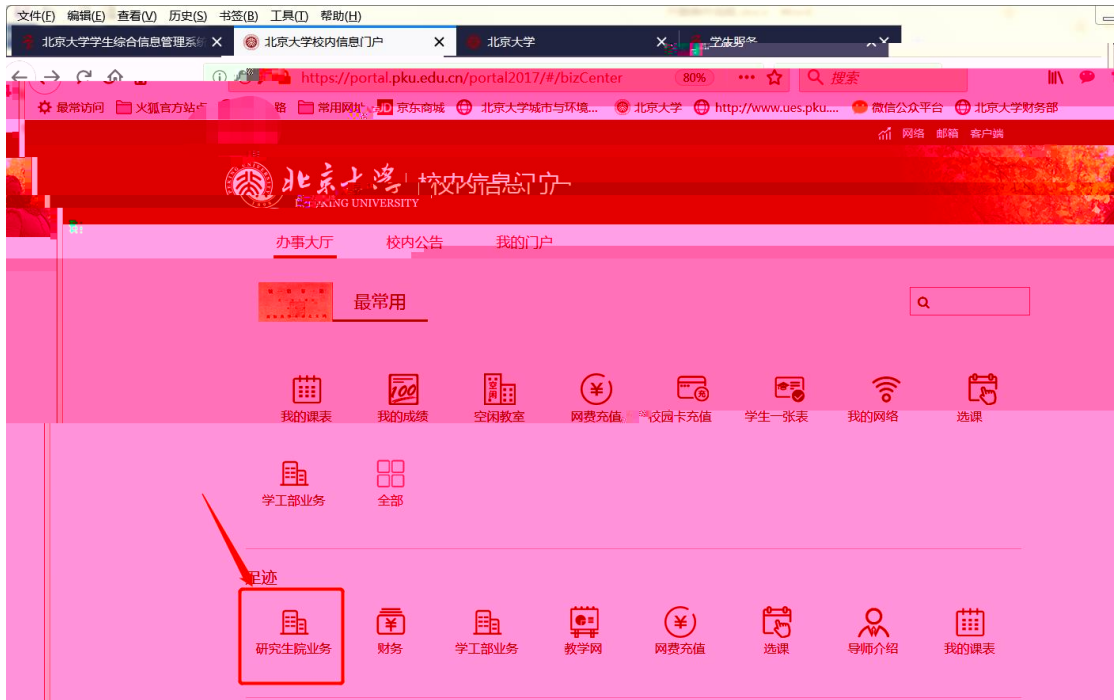 文件(F) 编辑(E) 查看(V) 历史(S) 书签(B) 工具(T) 帮助(H)
北京大学学生综合信息管理系统 北京大学校内信息门户 北京大学
https://portal.pku.edu.cn/portal2017/#/bizCenter 80% 搜索
最常访问 火狐官方站点 常用网址 JD 京东商城 北京大学城市与环境... 北京大学 http://www.ues.pku.... 微信公众平台 北京大学财务部
网络 邮箱 客户端
北京大学 校内信息门户
PEKING UNIVERSITY
办事大厅 校内公告 我的门户
最常用
100 空闲 充
我的课表 我的成绩 空闲教室 网费充值 校园卡充值 学生一张表 我的网络 选课
学工部业务 全部
足迹
研究生院业务 财务 学工部业务 教学网 网费充值 选课 导师介绍 我的课表